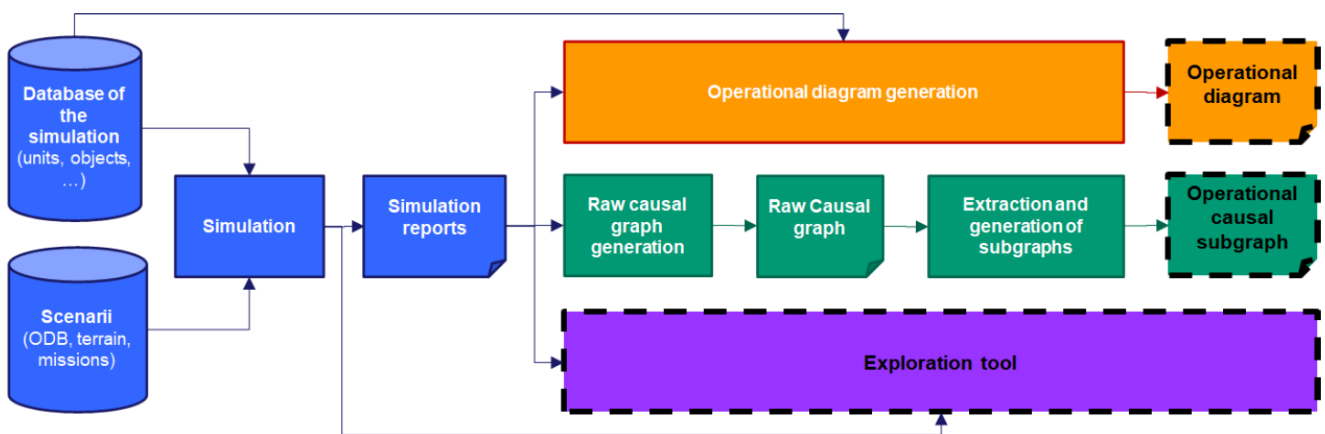 Database of
the
simulation
(units, objects,
...)
Scenarii
(ODB, terrain,
missions)
Simulation
Simulation
reports
Operational diagram generation
Operational
diagram
Raw causal
graph
generation
Raw Causal
graph
Extraction and
generation of
subgraphs
Operational
causal
subgraph
Exploration tool